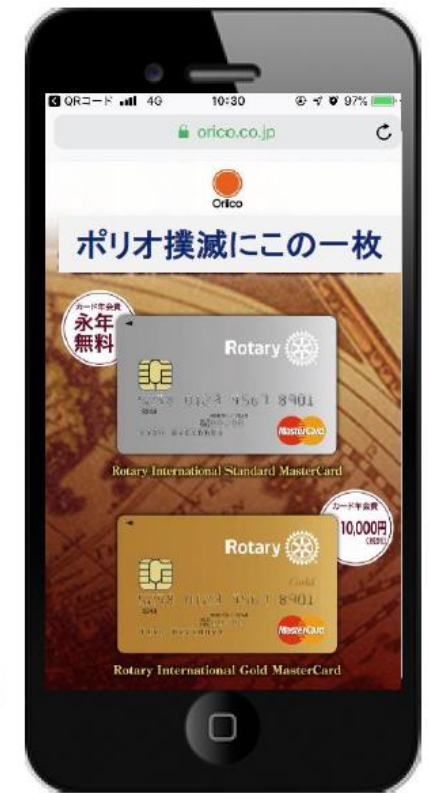 QRコード 4G 10:30 97%
orico.co.jp
Orico
ポリオ撲滅にこの一枚
カード年会費
永年
無料
Rotary
MasterCard
Rotary International Standard MasterCard
カード年会費
10,000円
(税別)
Rotary
Gold
MasterCard
Rotary International Gold MasterCard